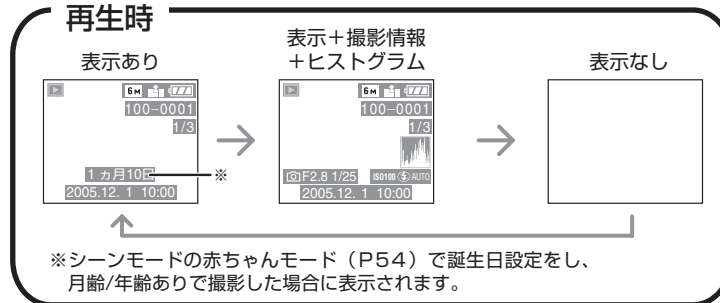 再生時
表示あり
6M
100-0001
1/3
1ヵ月10日
※
2005.12. 1 10:00
表示＋撮影情報
＋ヒストグラム
6M
100-0001
1/3
F2.8 1/25 ISO100 AUTO
2005.12. 1 10:00
表示なし
※シーンモードの赤ちゃんモード（P54）で誕生日設定をし、
月齢/年齢ありで撮影した場合に表示されます。